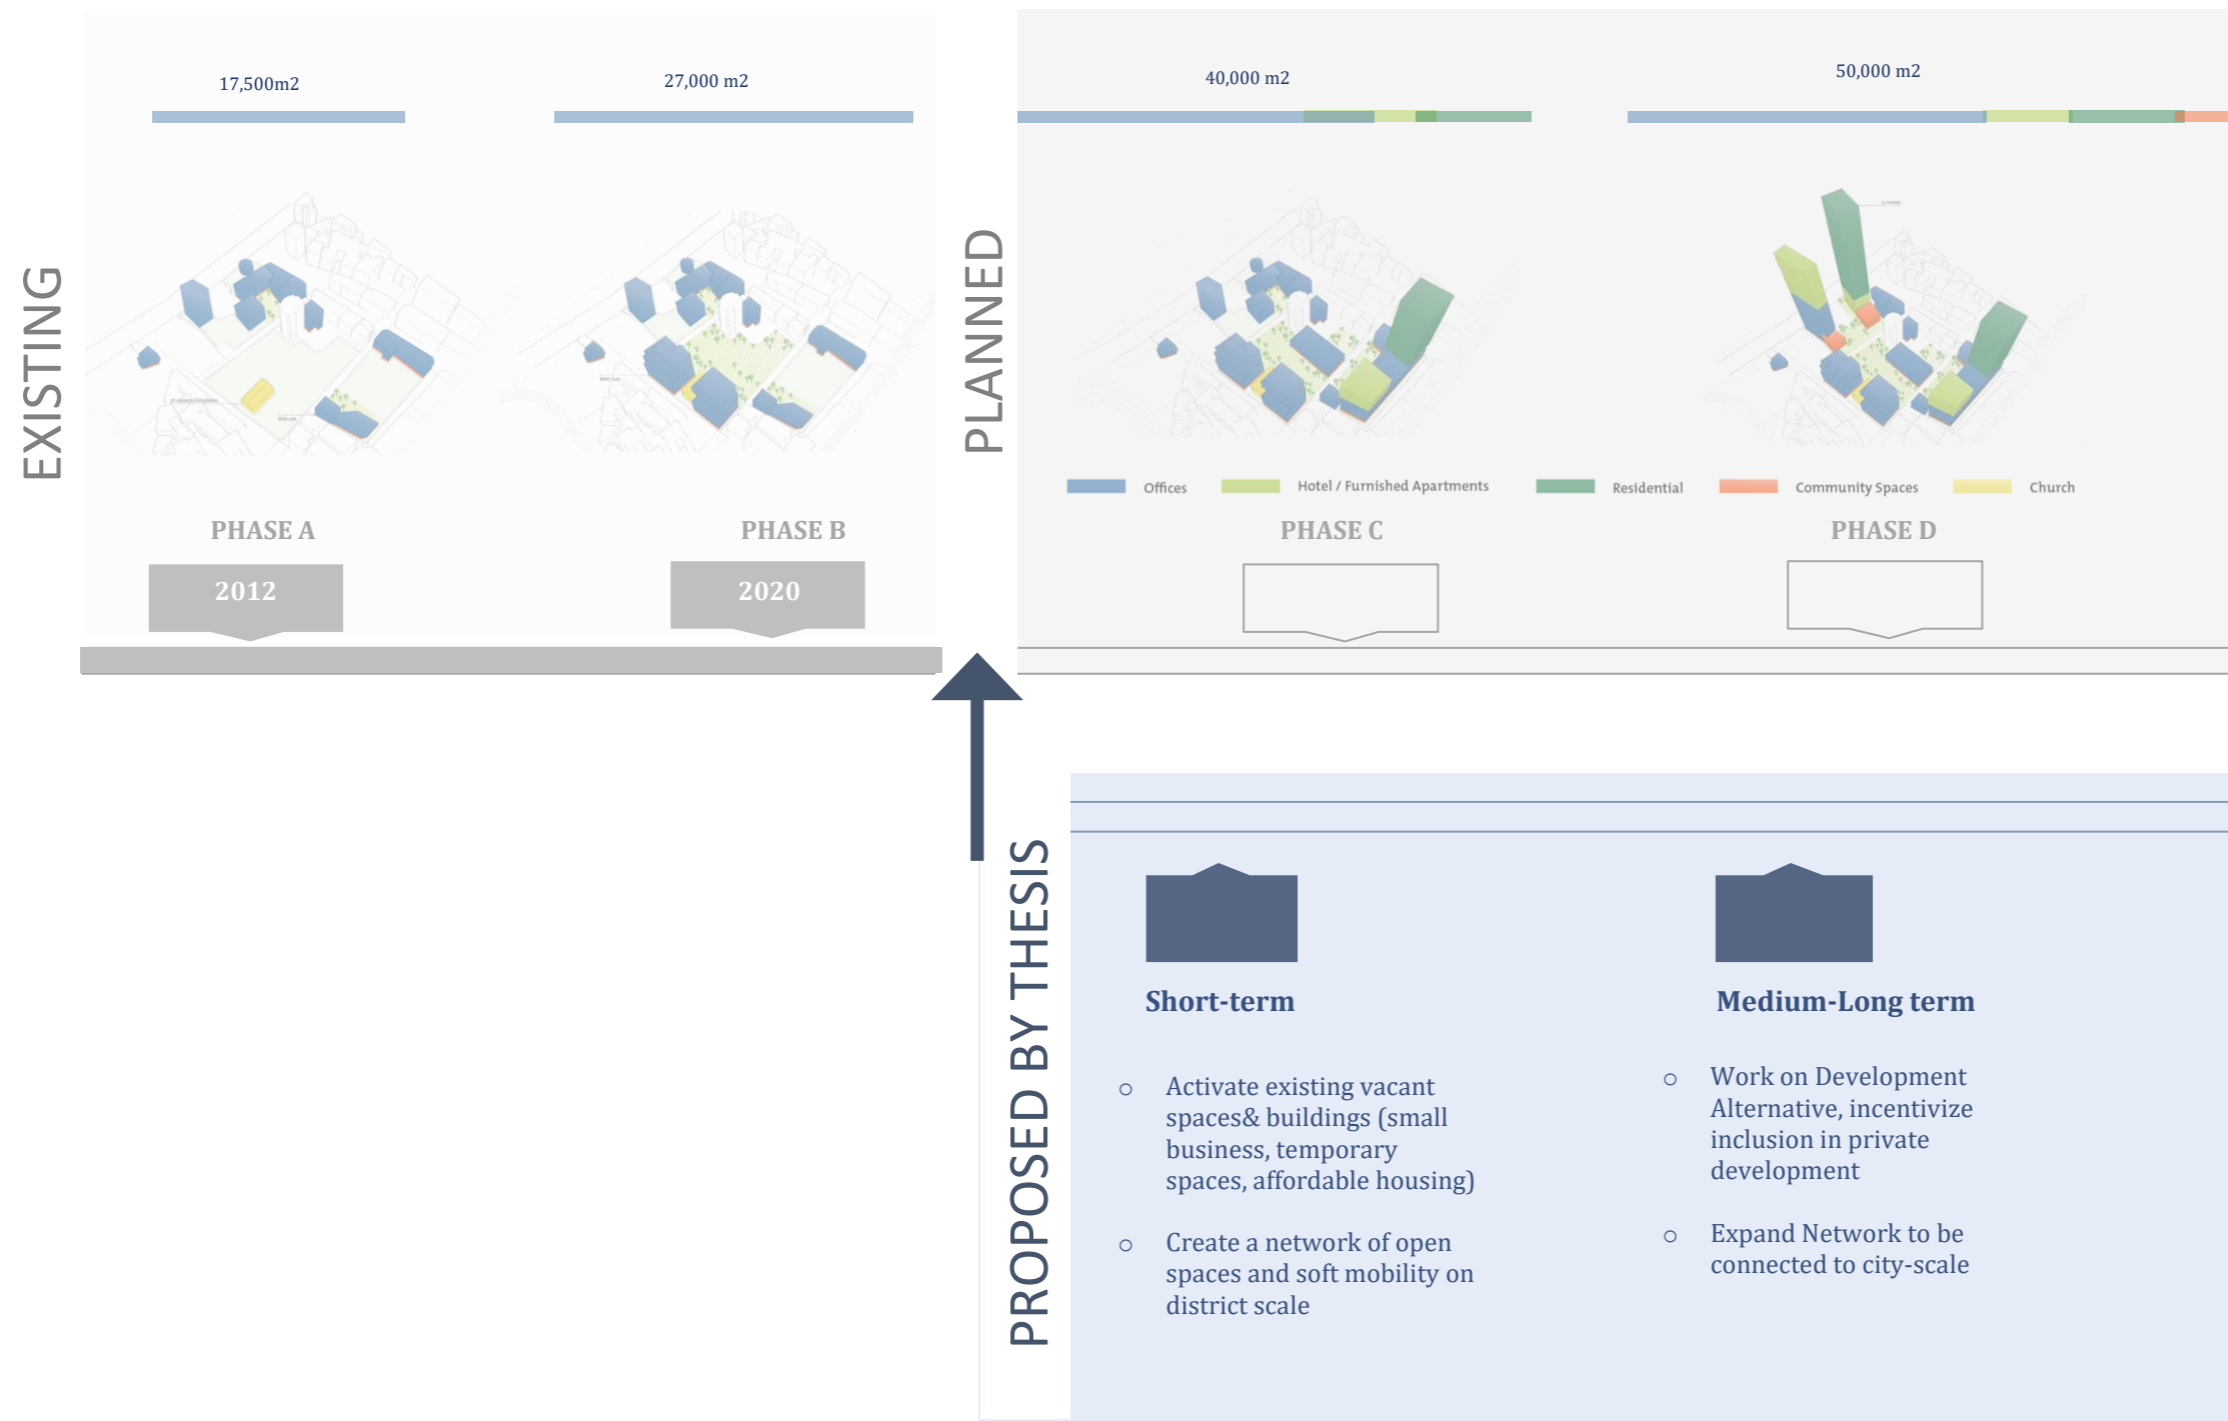 EXISTING
17,500m2
27,000 m2
PHASE A
PHASE B
2012
2020
PLANNED
40,000 m2
50,000 m2
Offices
Hotel / Furnished Apartments
Residential
Community Spaces
Church
PHASE C
PHASE D
PROPOSED BY THESIS
Short-term
o Activate existing vacant
spaces& buildings (small
business, temporary
spaces, affordable housing)
o Create a network of open
spaces and soft mobility on
district scale
Medium-Long term
o Work on Development
Alternative, incentivize
inclusion in private
development
o Expand Network to be
connected to city-scale